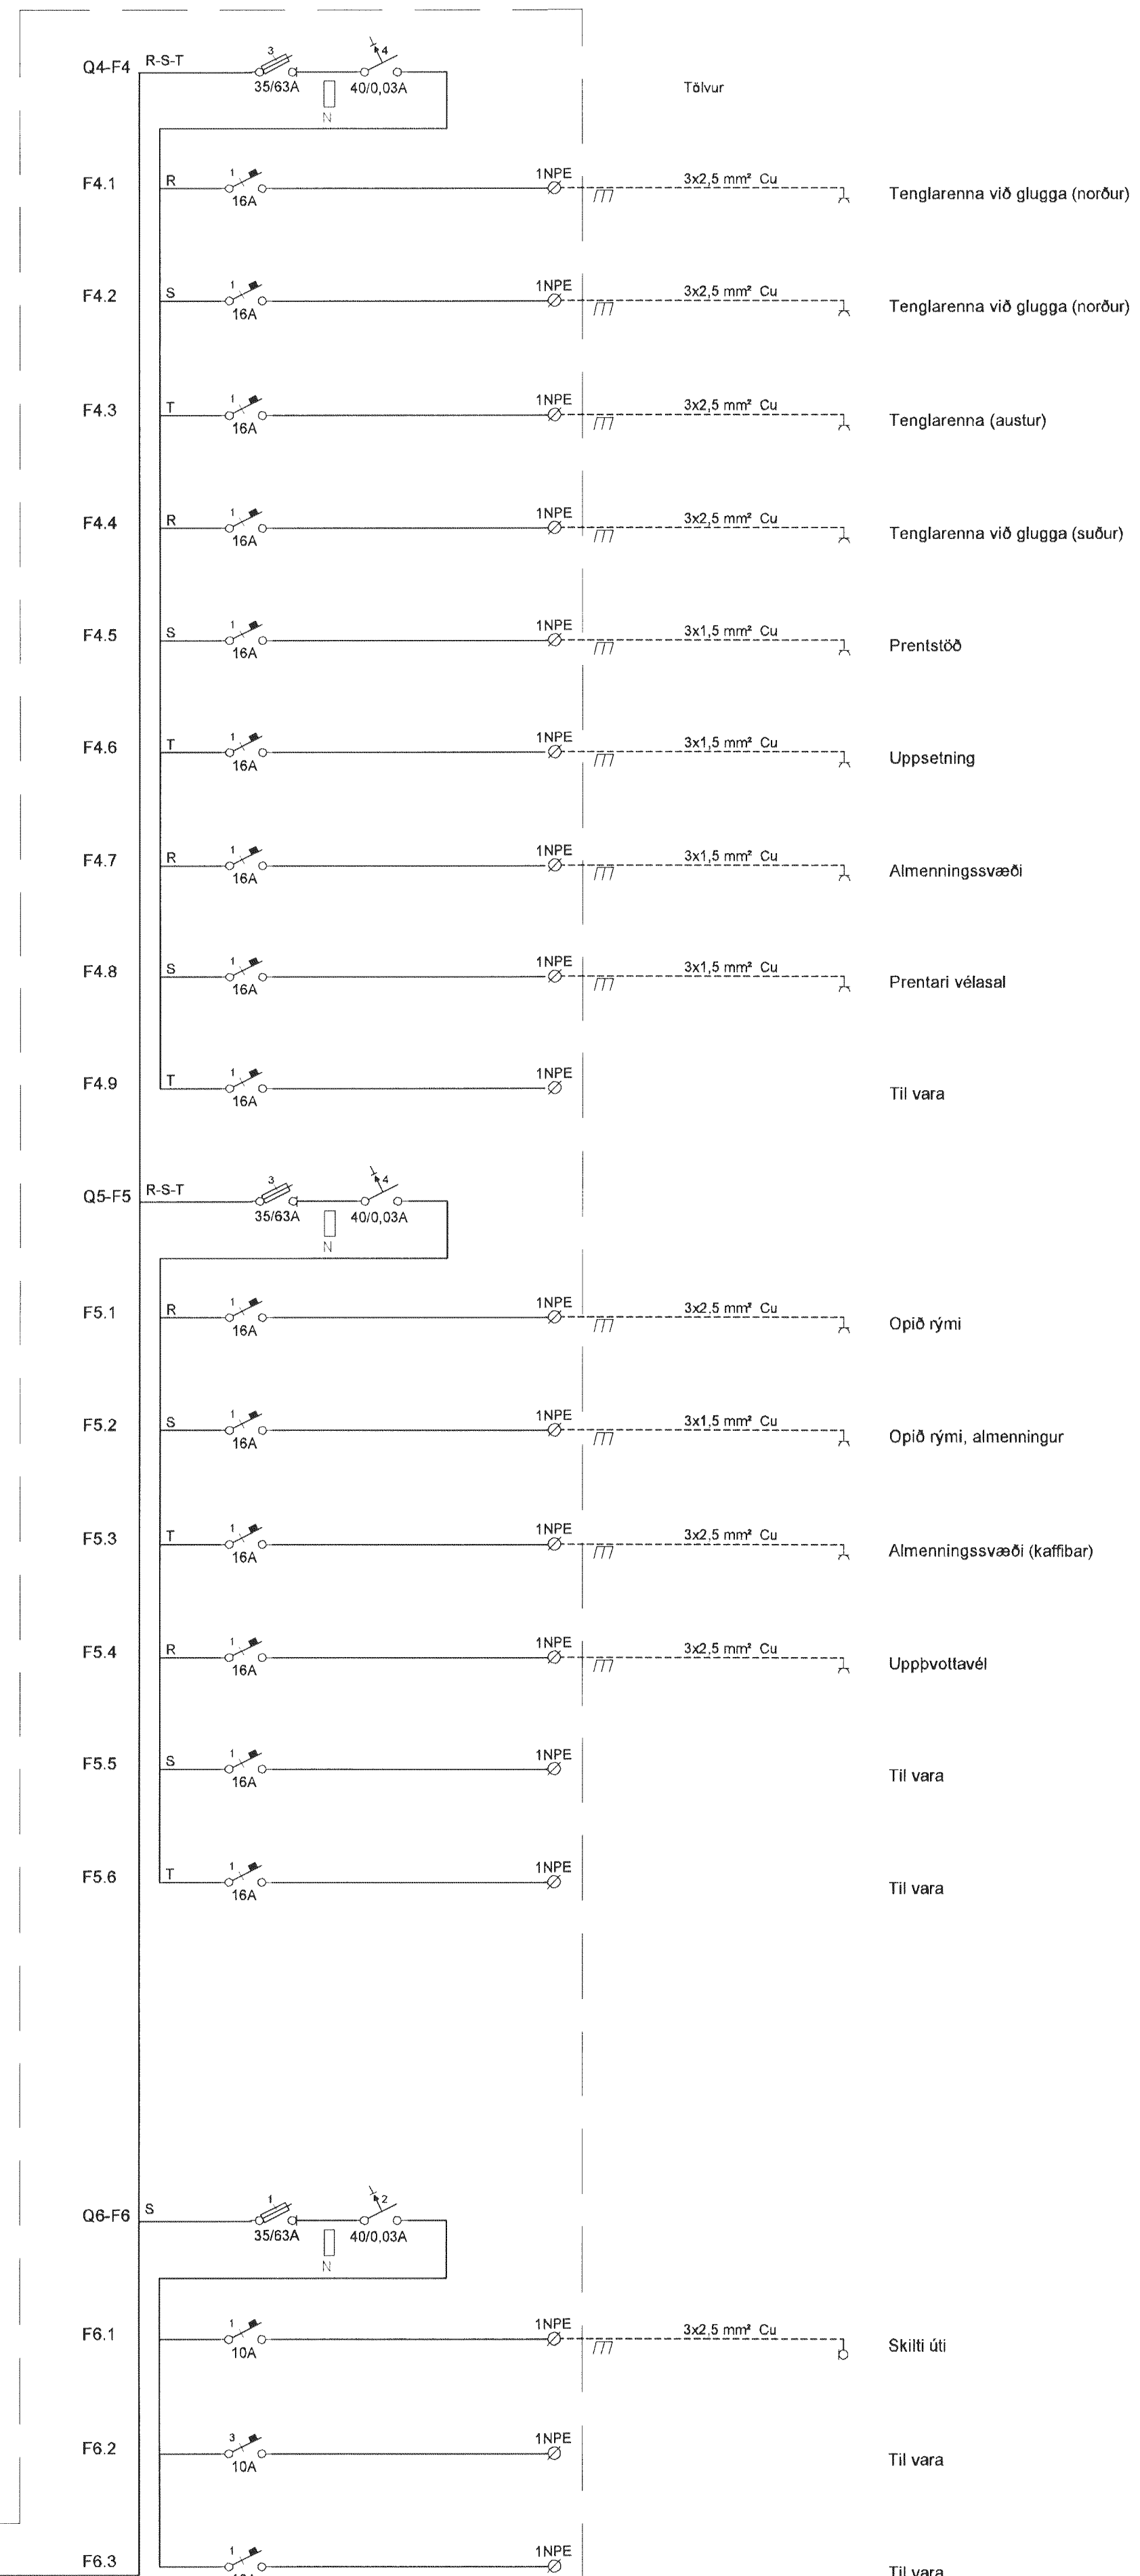 Q4-F4 R-S-T 3 35/63A N 4 40/0,03A Tölvur
F4.1 R 1 16A 1NPE 3x2,5 mm² Cu Tenglarenna við glugga (norður)
F4.2 S 1 16A 1NPE 3x2,5 mm² Cu Tenglarenna við glugga (norður)
F4.3 T 1 16A 1NPE 3x2,5 mm² Cu Tenglarenna (austur)
F4.4 R 1 16A 1NPE 3x2,5 mm² Cu Tenglarenna við glugga (suður)
F4.5 S 1 16A 1NPE 3x1,5 mm² Cu Prentstöð
F4.6 T 1 16A 1NPE 3x1,5 mm² Cu Uppsetning
F4.7 R 1 16A 1NPE 3x1,5 mm² Cu Almenningssvæði
F4.8 S 1 16A 1NPE 3x1,5 mm² Cu Prentari vélasal
F4.9 T 1 16A 1NPE Til vara
Q5-F5 R-S-T 3 35/63A N 4 40/0,03A
F5.1 R 1 16A 1NPE 3x2,5 mm² Cu Opið rými
F5.2 S 1 16A 1NPE 3x1,5 mm² Cu Opið rými, almenningur
F5.3 T 1 16A 1NPE 3x2,5 mm² Cu Almenningssvæði (kaffibar)
F5.4 R 1 16A 1NPE 3x2,5 mm² Cu Uppþvottavél
F5.5 S 1 16A 1NPE Til vara
F5.6 T 1 16A 1NPE Til vara
Q6-F6 S 1 35/63A N 2 40/0,03A
F6.1 1 10A 1NPE 3x2,5 mm² Cu Skilti úti
F6.2 3 10A 1NPE Til vara
F6.3 1 1NPE Til vara